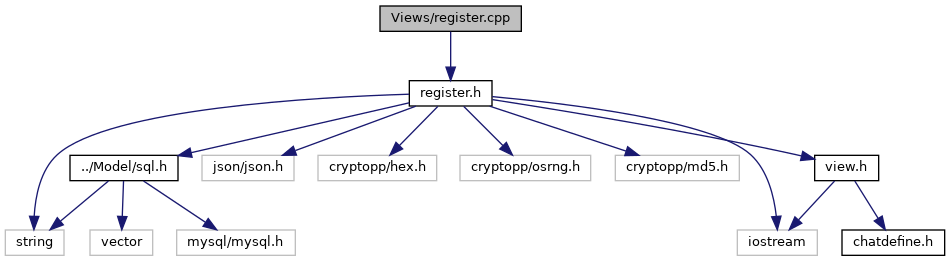 Views/register.cpp
register.h
../Model/sql.h
json/json.h
cryptopp/hex.h
cryptopp/osrng.h
cryptopp/md5.h
view.h
string
vector
mysql/mysql.h
iostream
chatdefine.h